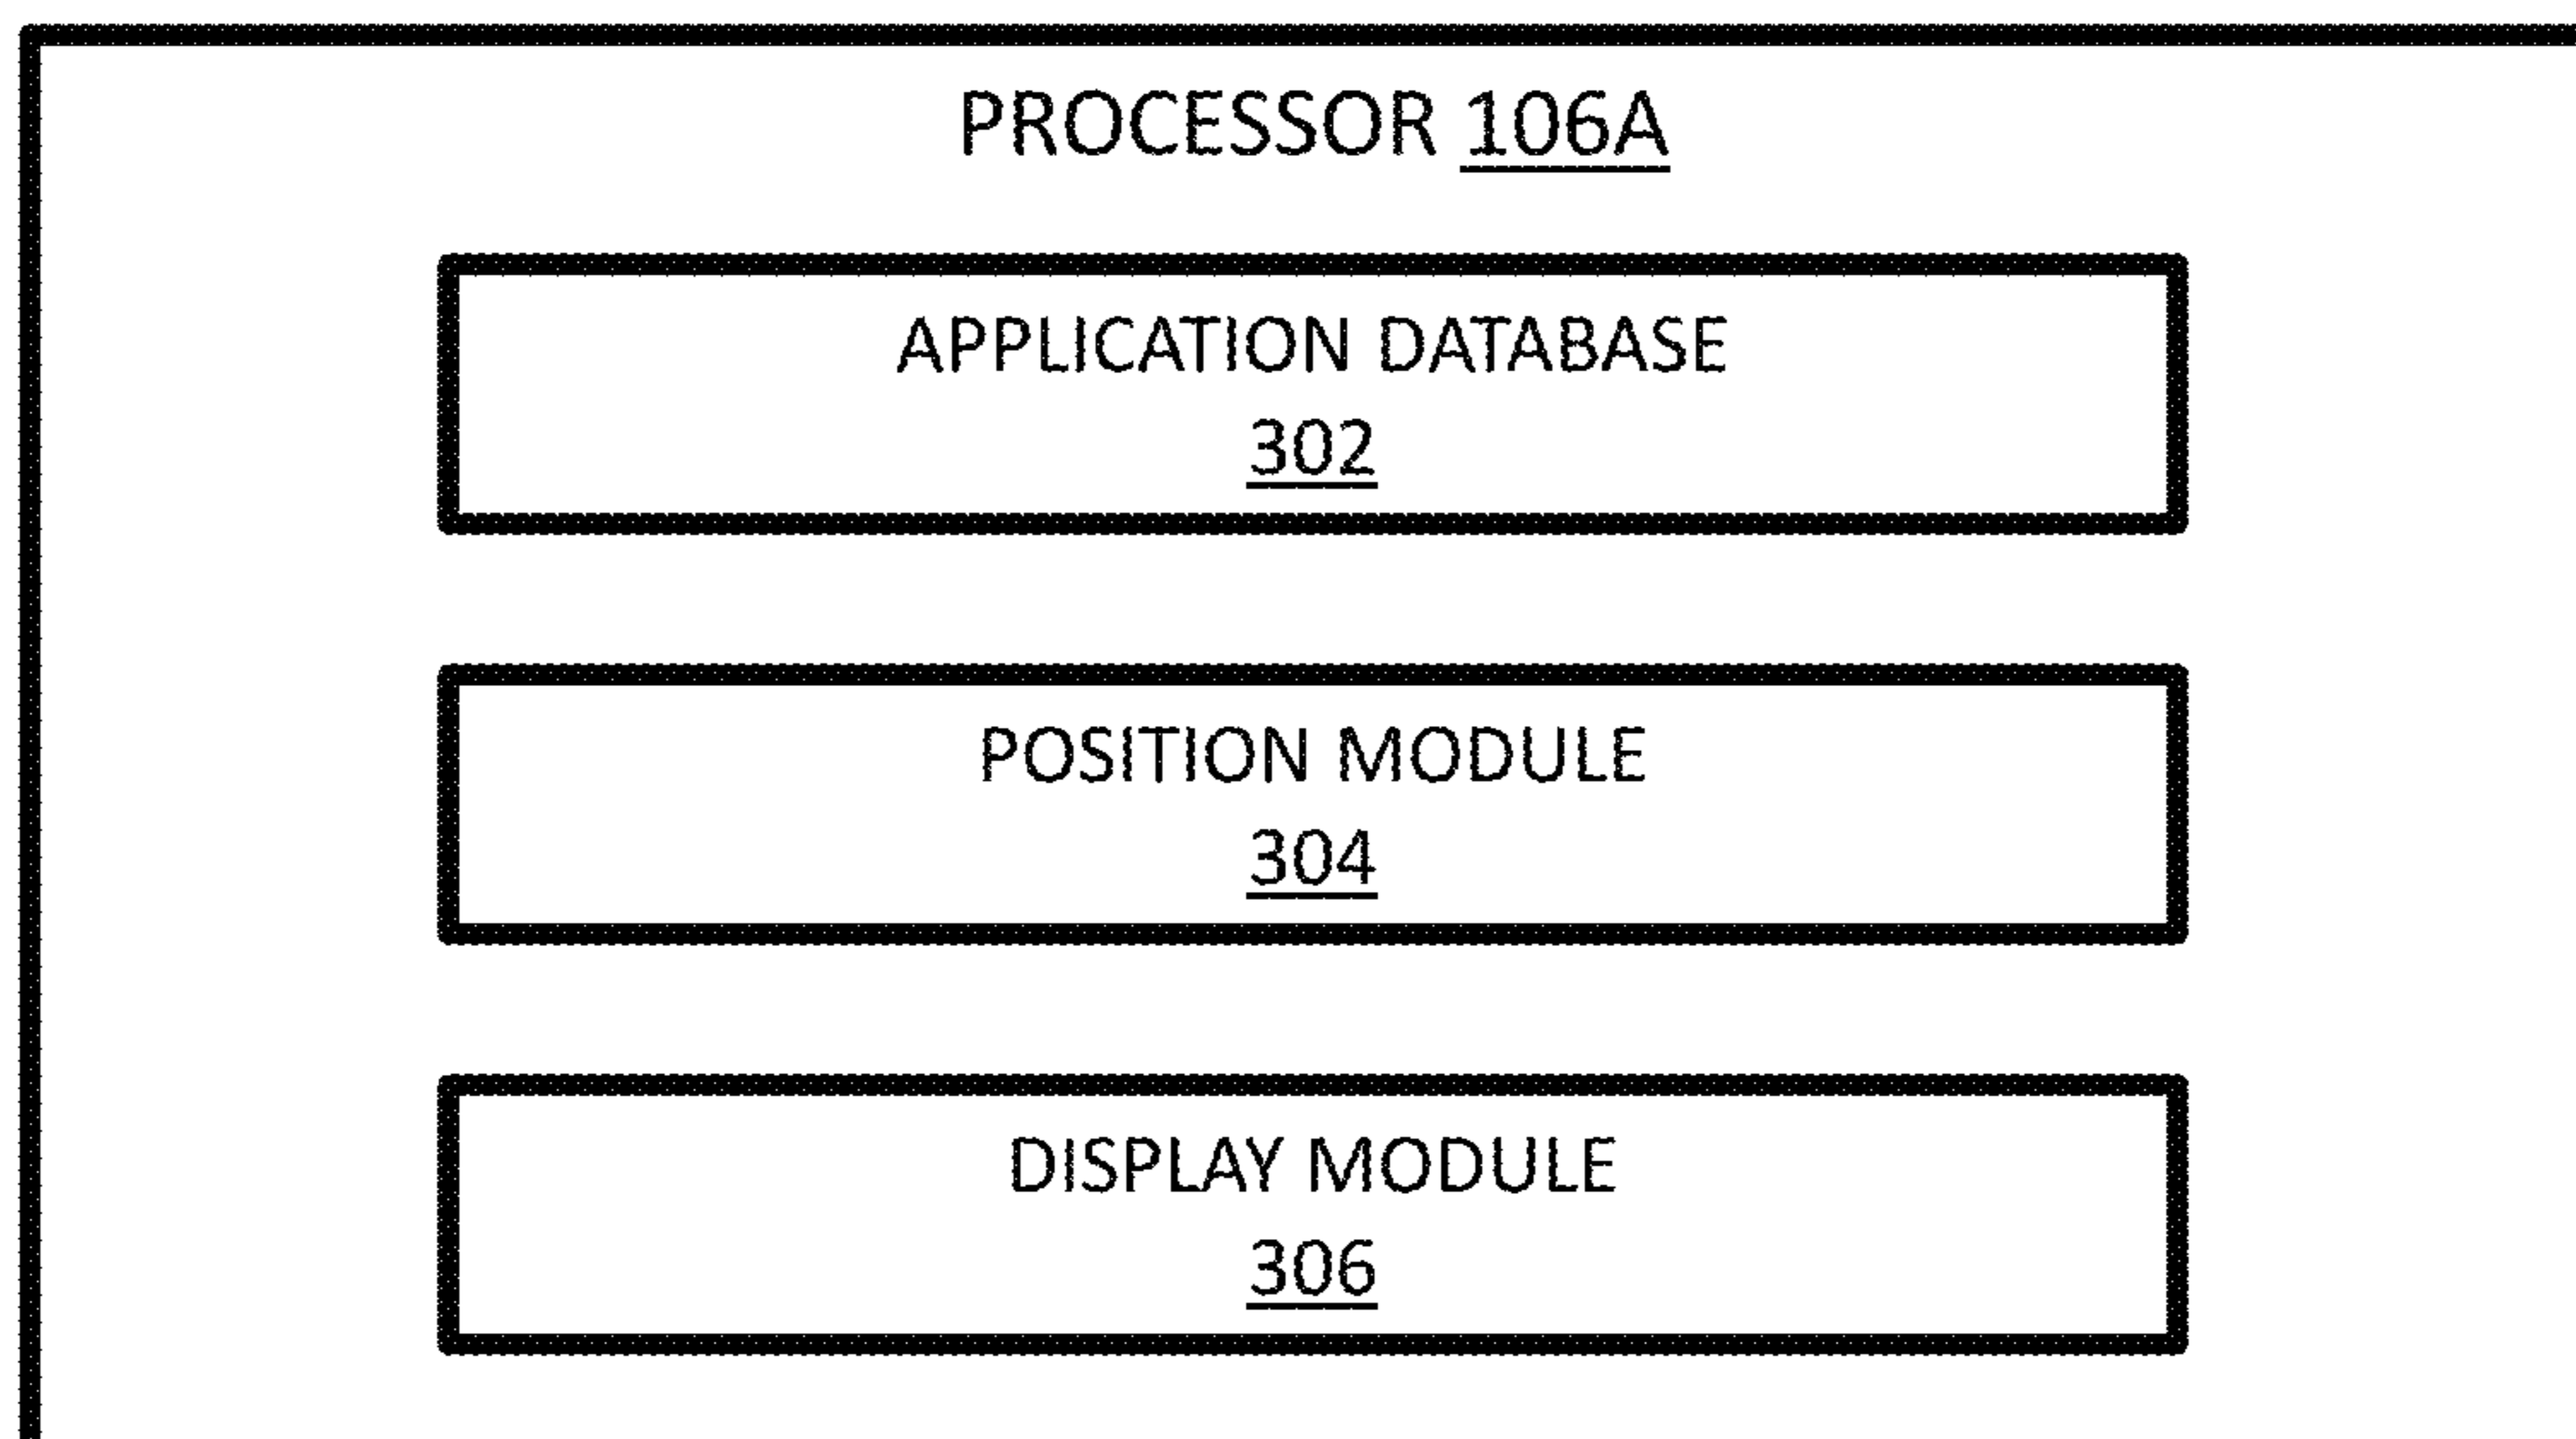 PROCESSOR 106A
APPLICATION DATABASE
302
POSITION MODULE
304
DISPLAY MODULE
306